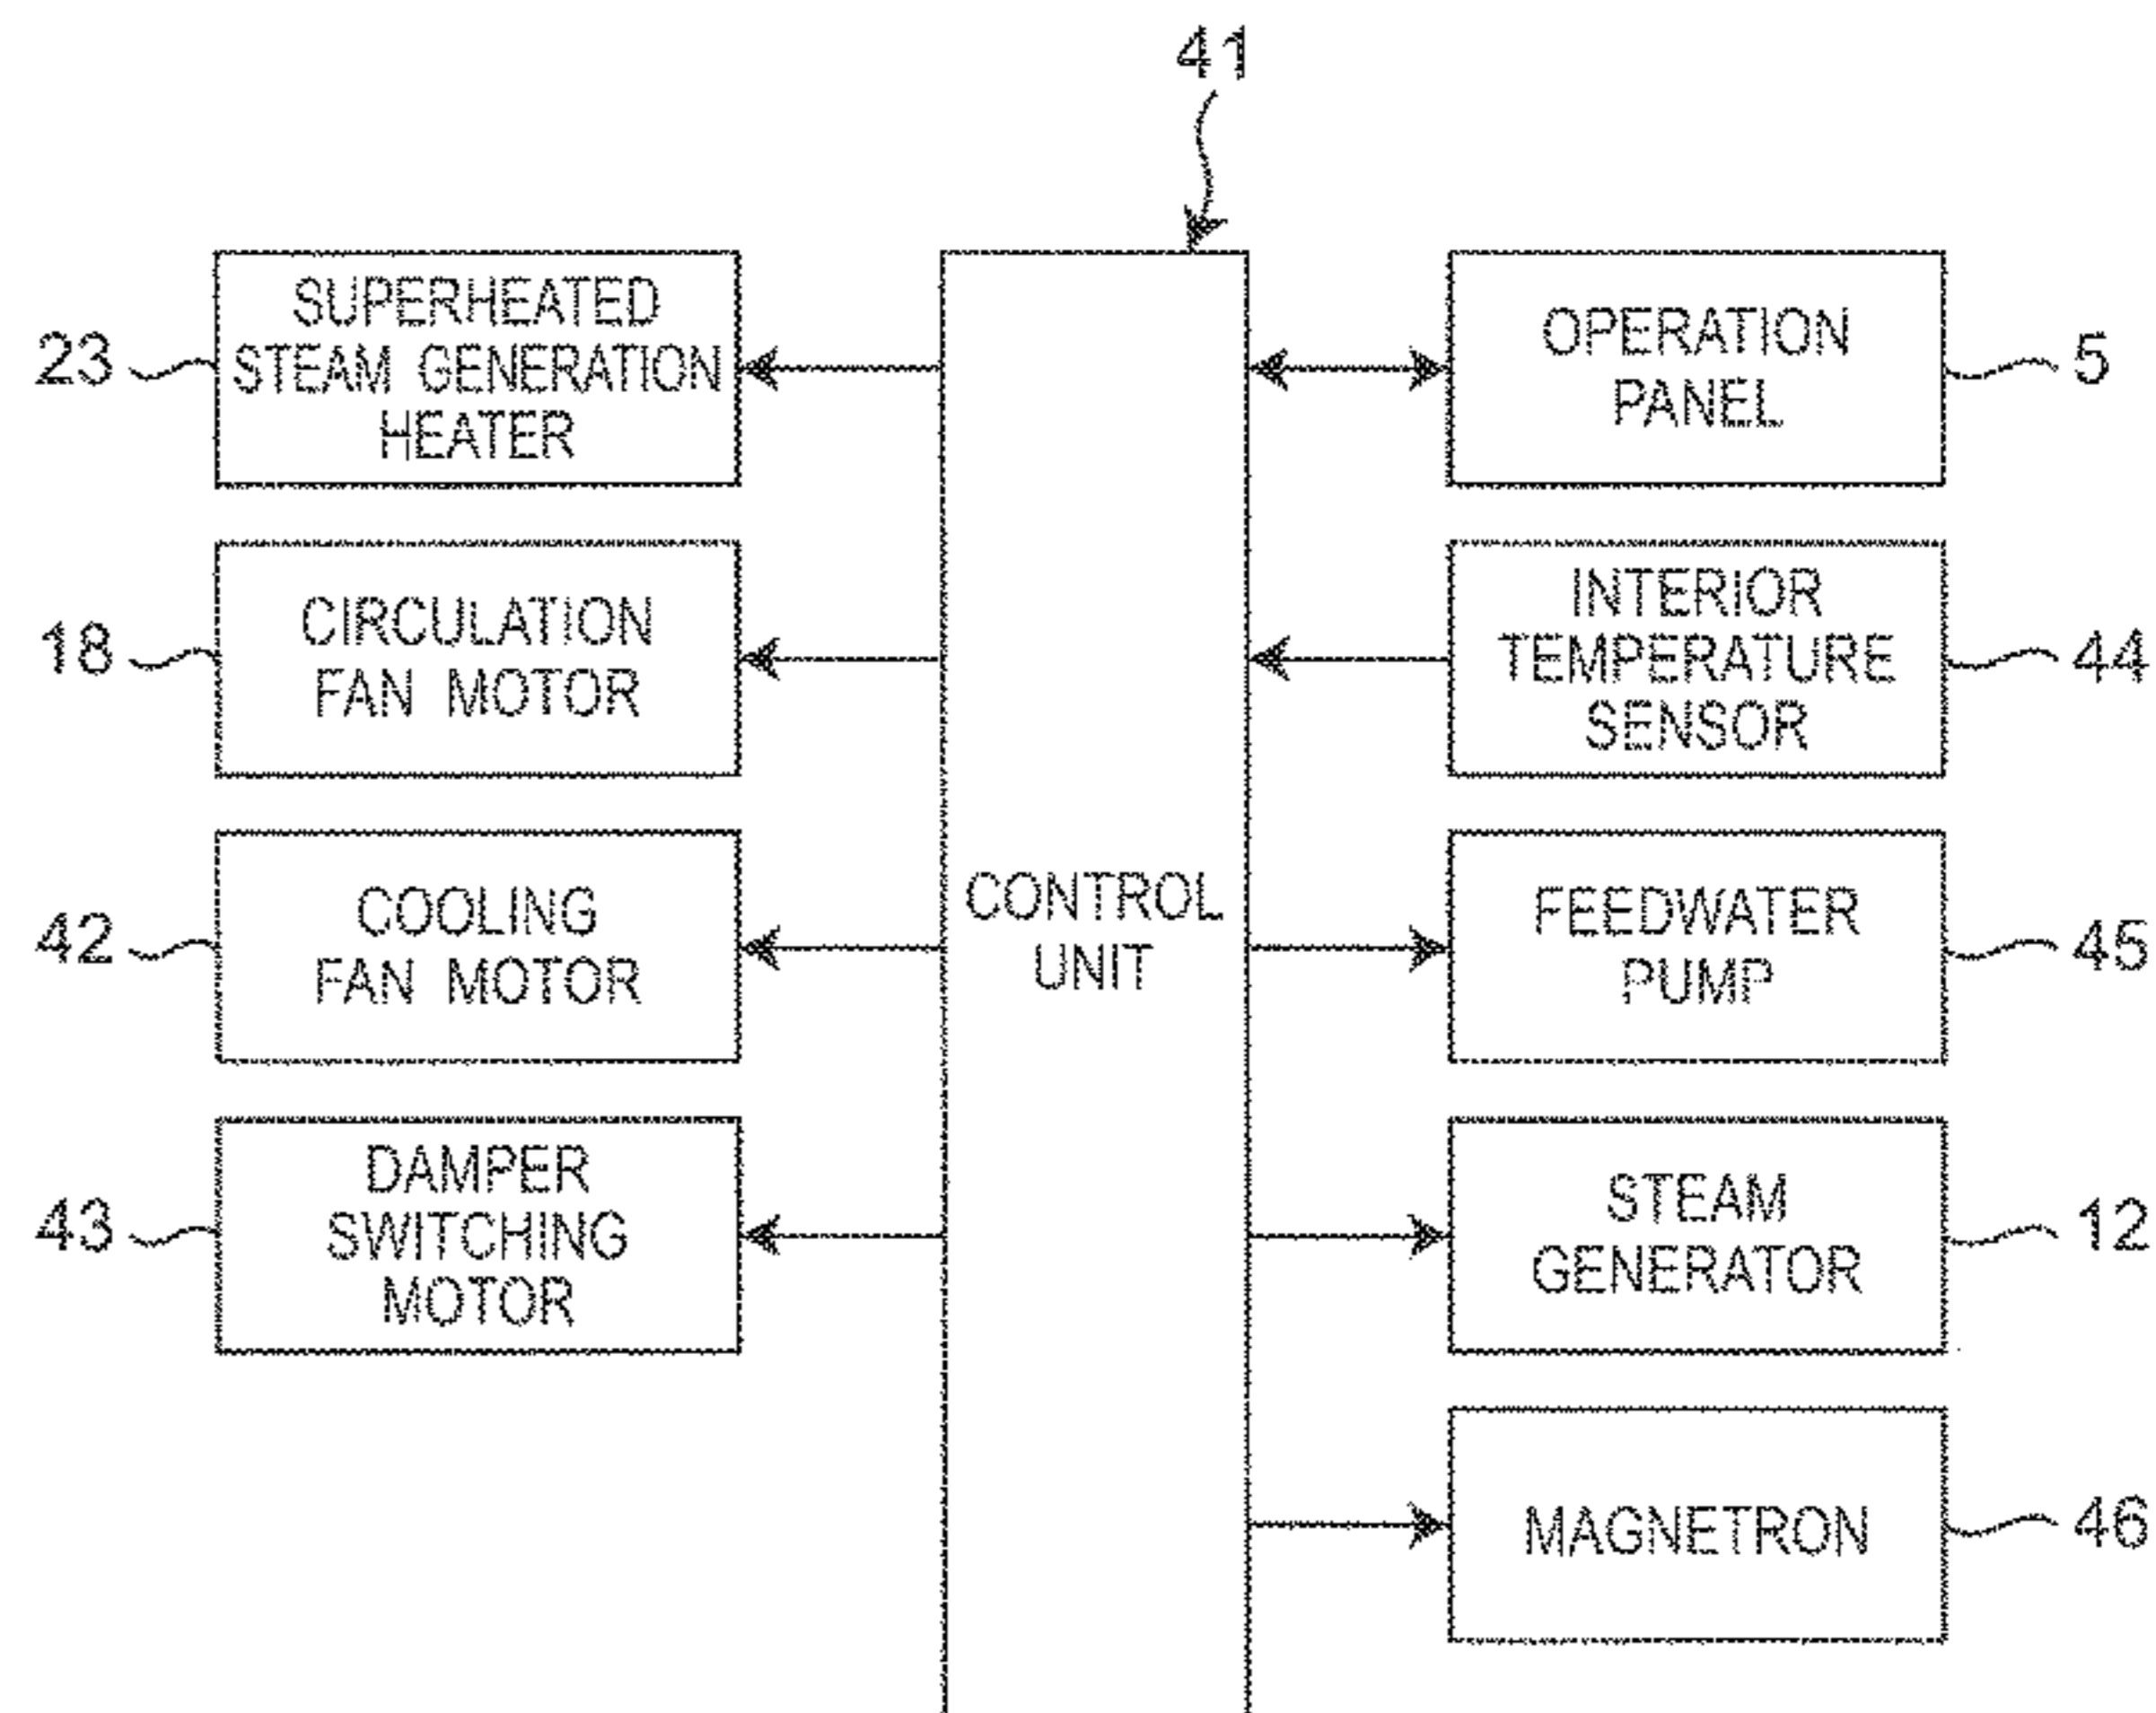 41
23
SUPERHEATED
STEAM GENERATION
HEATER
OPERATION
PANEL
5
18
CIRCULATION
FAN MOTOR
INTERIOR
TEMPERATURE
SENSOR
44
42
COOLING
FAN MOTOR
CONTROL
UNIT
FEEDWATER
PUMP
45
43
DAMPER
SWITCHING
MOTOR
STEAM
GENERATOR
12
MAGNETRON
46